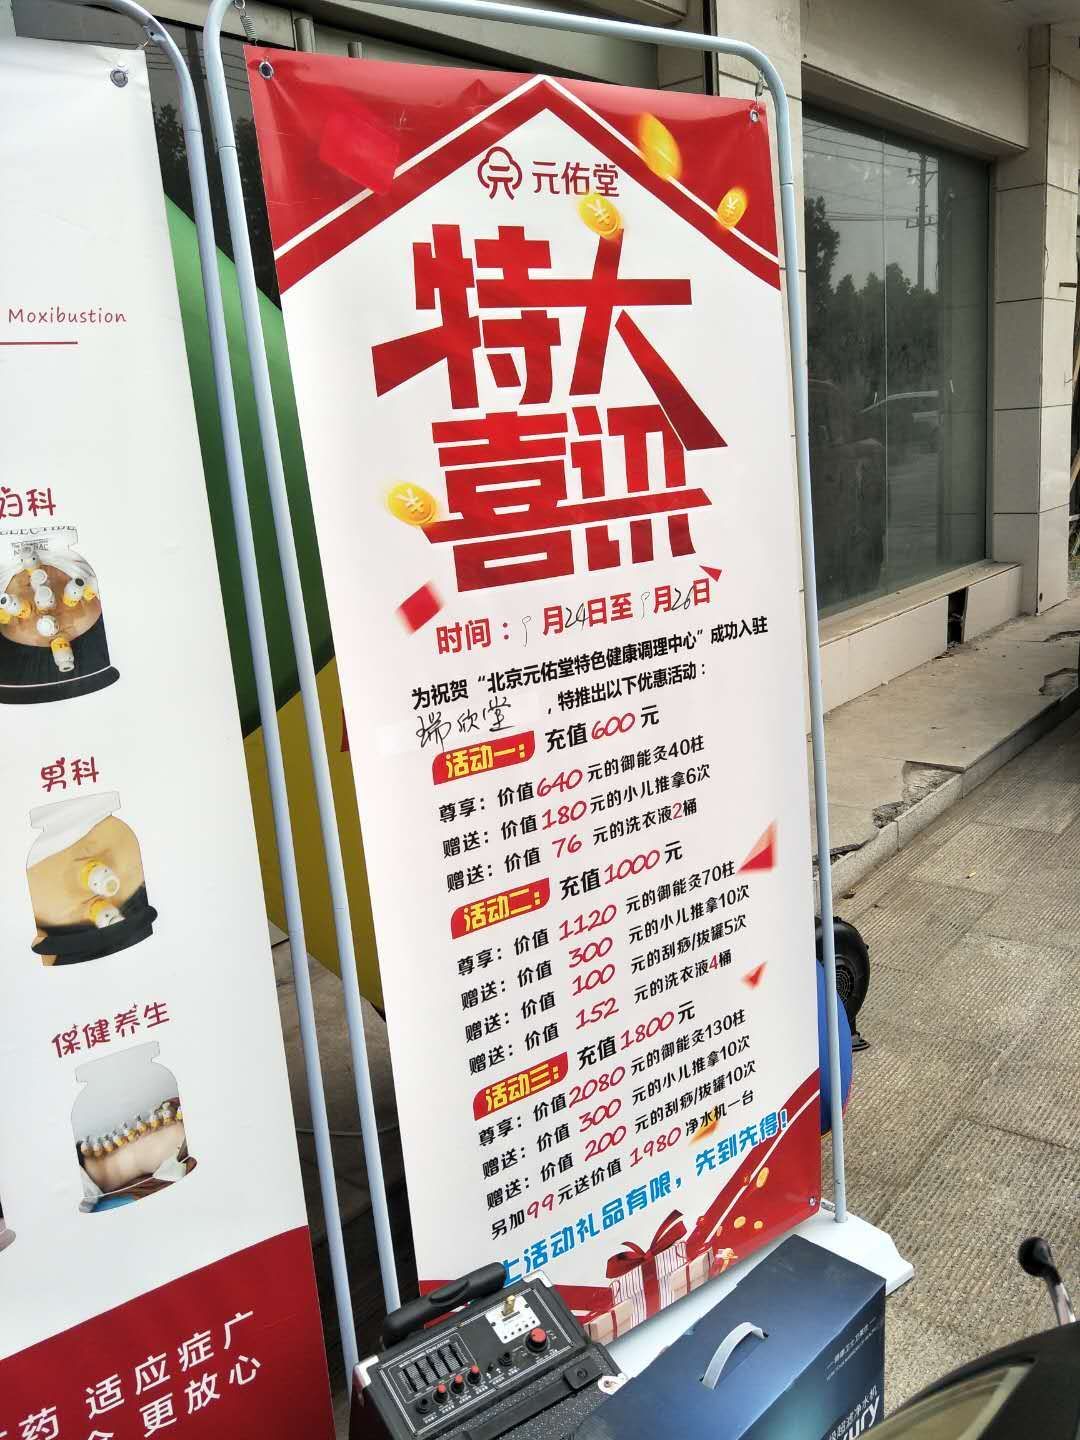 Moxibustion
妇科
男科
保健养生
适应症广
药
更放心
元佑堂
特大
喜讯
时间：9月24日至9月26日
为祝贺“北京元佑堂特色健康调理中心”成功入驻
瑞欣堂，特推出以下优惠活动：
活动一：充值600元
尊享：价值640元的御能灸40柱
赠送：价值180元的小儿推拿6次
赠送：价值76元的洗衣液2桶
活动二：充值1000元
尊享：价值1120元的御能灸70柱
赠送：价值300元的小儿推拿10次
赠送：价值100元的刮痧/拔罐5次
赠送：价值152元的洗衣液4桶
活动三：充值1800元
尊享：价值2080元的御能灸130柱
赠送：价值300元的小儿推拿10次
赠送：价值200元的刮痧/拔罐10次
另加99元送价值1980净水机一台
上活动礼品有限，先到先得！